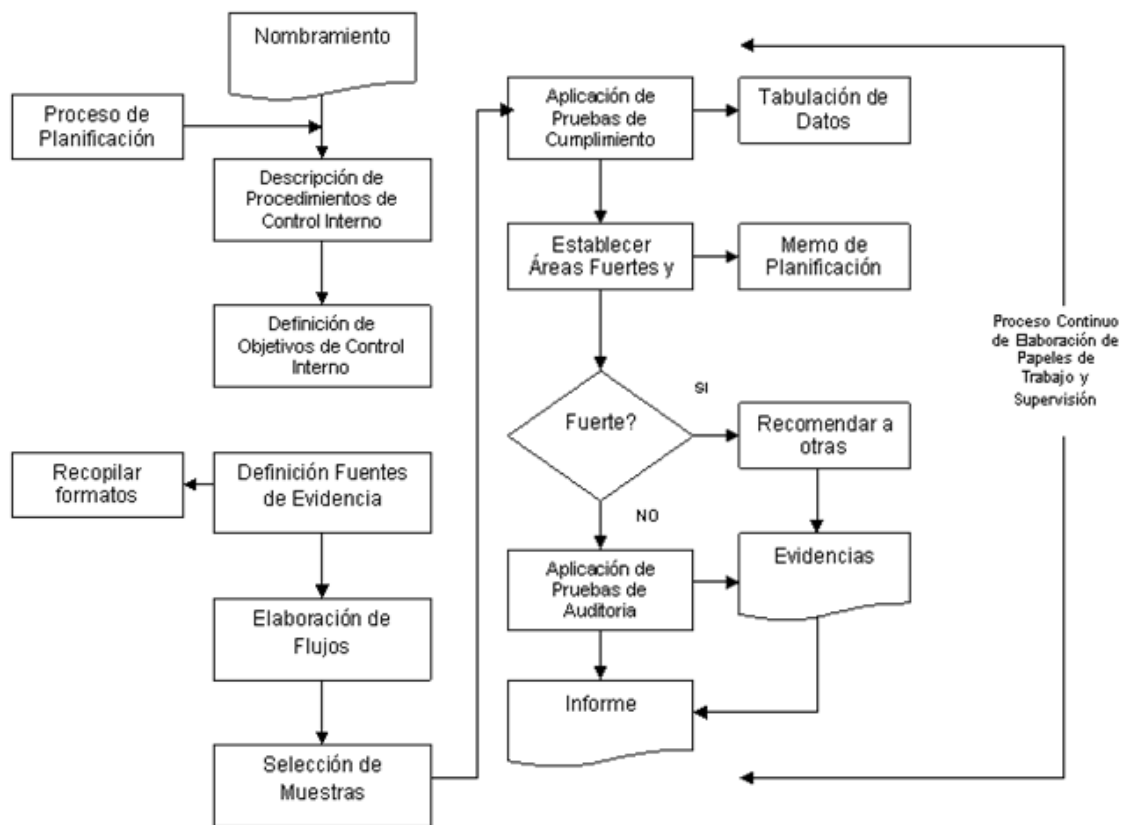 Nombramiento
Proceso de
Planificación
Descripción de
Procedimientos de
Control Interno
Definición de
Objetivos de Control
Interno
Recopilar
formatos
Definición Fuentes
de Evidencia
Elaboración de
Flujos
Selección de
Muestras
Aplicación de
Pruebas de
Cumplimiento
Tabulación de
Datos
Establecer
Áreas Fuertes y
Memo de
Planificación
Fuerte?
SI
Recomendar a
otras
NO
Aplicación de
Pruebas de
Auditoria
Evidencias
Informe
Proceso Continuo
de Elaboración de
Papeles de
Trabajo y
Supervisión